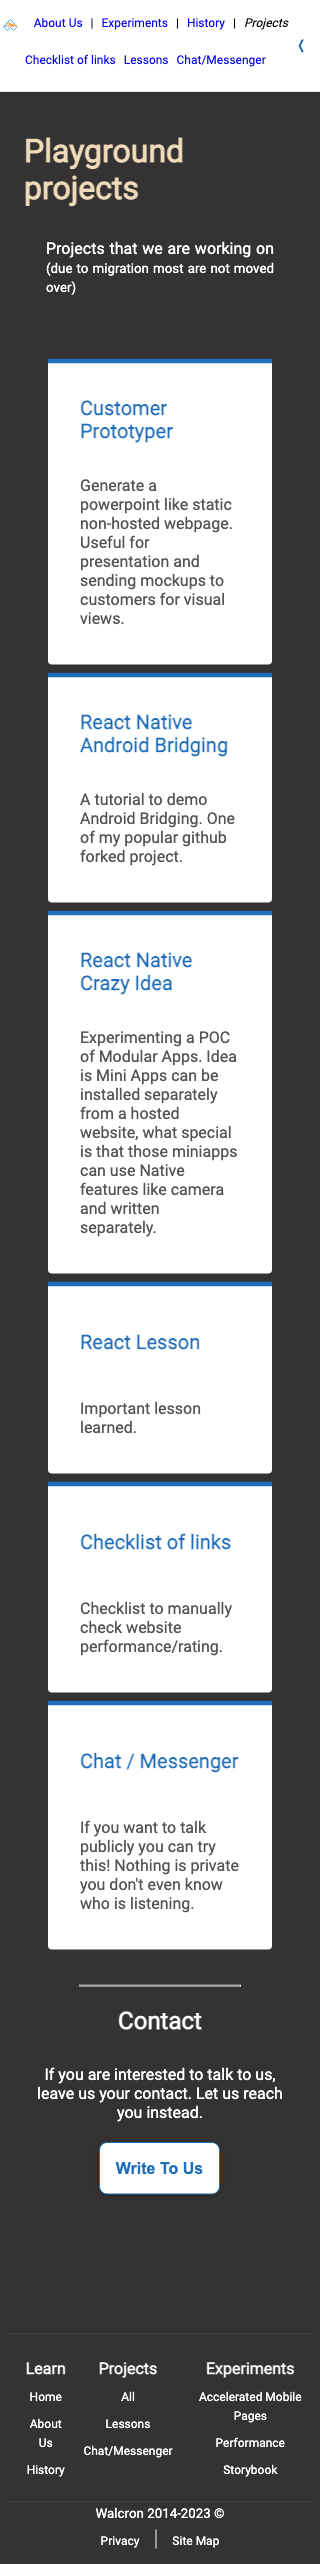 About Us | Experiments | History | Projects
Checklist of links Lessons Chat/Messenger
Playground
projects
Projects that we are working on
(due to migration most are not moved
over)
Customer
Prototyper
Generate a
powerpoint like static
non-hosted webpage.
Useful for
presentation and
sending mockups to
customers for visual
views.
React Native
Android Bridging
A tutorial to demo
Android Bridging. One
of my popular github
forked project.
React Native
Crazy Idea
Experimenting a POC
of Modular Apps. Idea
is Mini Apps can be
installed separately
from a hosted
website, what special
is that those miniapps
can use Native
features like camera
and written
separately.
React Lesson
Important lesson
learned.
Checklist of links
Checklist to manually
check website
performance/rating.
Chat / Messenger
If you want to talk
publicly you can try
this! Nothing is private
you don't even know
who is listening.
Contact
If you are interested to talk to us,
leave us your contact. Let us reach
you instead.
Write To Us
Learn
Home
About
Us
History
Projects
All
Lessons
Chat/Messenger
Experiments
Accelerated Mobile
Pages
Performance
Storybook
Walcron 2014-2023 ©
Privacy | Site Map